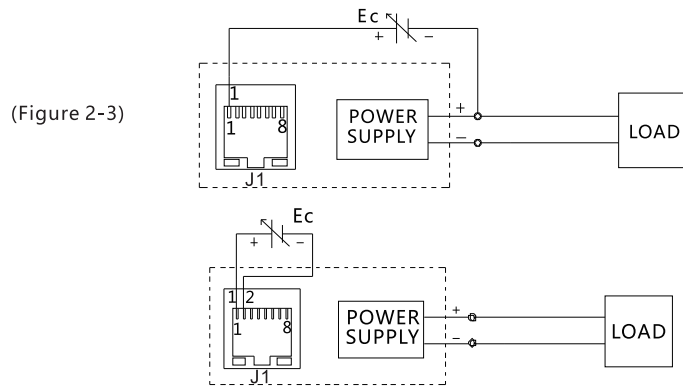 Ec
+ −
1
(Figure 2-3)
1 8
J1
POWER
SUPPLY
+
−
LOAD
Ec
+ −
1 2
1 8
J1
POWER
SUPPLY
+
−
LOAD